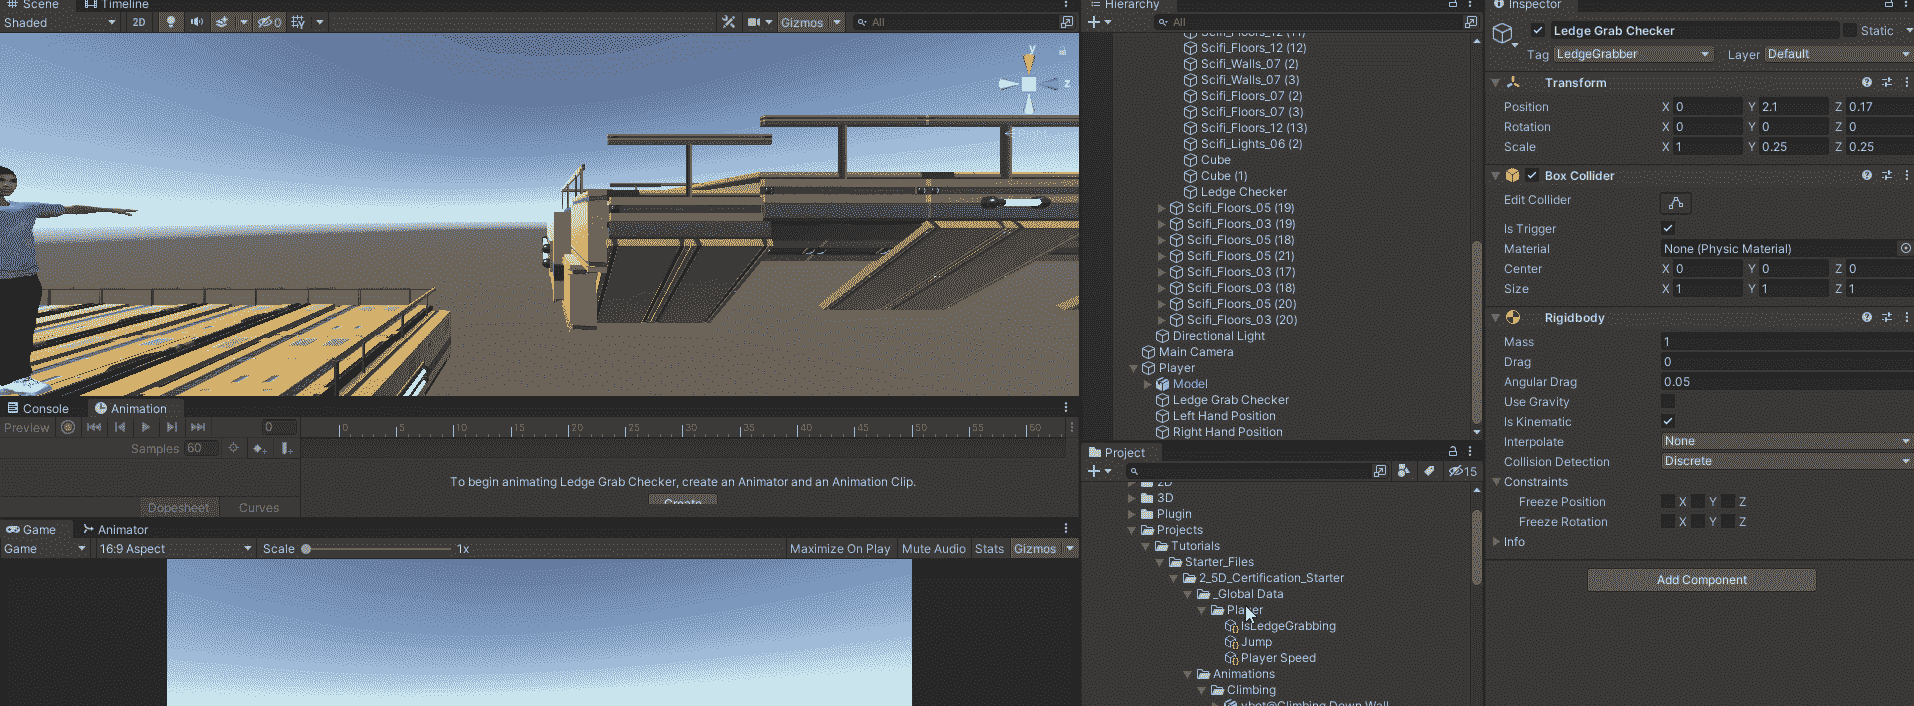 Scene Timeline
Shaded 2D 0 Gizmos All
y
z
Console Animation
Preview 0 0 5 10 15 20 25 30 35 40 45 50 55 60
Samples 60
To begin animating Ledge Grab Checker, create an Animator and an Animation Clip.
Create
Dopesheet Curves
Game Animator
Game 16:9 Aspect Scale 1x Maximize On Play Mute Audio Stats Gizmos
Hierarchy
All
Scifi_Floors_12 (11)
Scifi_Floors_12 (12)
Scifi_Walls_07 (2)
Scifi_Walls_07 (3)
Scifi_Floors_07 (2)
Scifi_Floors_07 (3)
Scifi_Floors_12 (13)
Scifi_Lights_06 (2)
Cube
Cube (1)
Ledge Checker
Scifi_Floors_05 (19)
Scifi_Floors_03 (19)
Scifi_Floors_05 (18)
Scifi_Floors_05 (21)
Scifi_Floors_03 (17)
Scifi_Floors_03 (18)
Scifi_Floors_05 (20)
Scifi_Floors_03 (20)
Directional Light
Main Camera
Player
Model
Ledge Grab Checker
Left Hand Position
Right Hand Position
Project
15
2D
3D
Plugin
Projects
Tutorials
Starter_Files
2_5D_Certification_Starter
_Global Data
Player
IsLedgeGrabbing
Jump
Player Speed
Animations
Climbing
ybot@Climbing Down Wall
Inspector
Ledge Grab Checker Static
Tag LedgeGrabber Layer Default
Transform
Position X 0 Y 2.1 Z 0.17
Rotation X 0 Y 0 Z 0
Scale X 1 Y 0.25 Z 0.25
Box Collider
Edit Collider
Is Trigger
Material None (Physic Material)
Center X 0 Y 0 Z 0
Size X 1 Y 1 Z 1
Rigidbody
Mass 1
Drag 0
Angular Drag 0.05
Use Gravity
Is Kinematic
Interpolate None
Collision Detection Discrete
Constraints
Freeze Position X Y Z
Freeze Rotation X Y Z
Info
Add Component